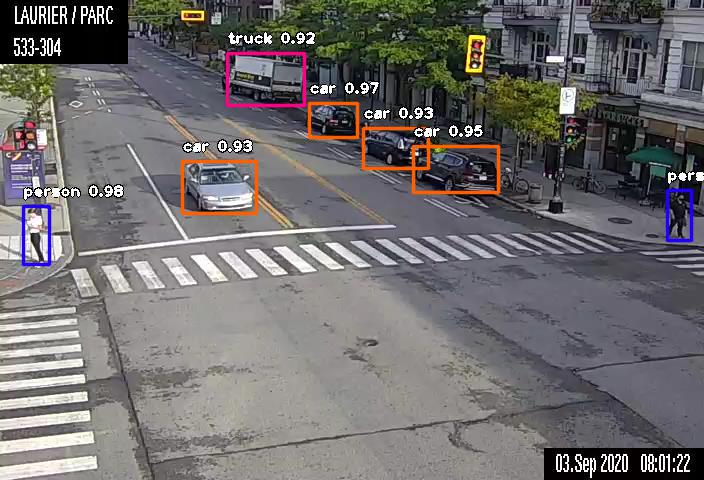 LAURIER / PARC
533-304
truck 0.92
car 0.97
car 0.93
car 0.95
car 0.93
person 0.98
pers
03.Sep 2020 08:01:22